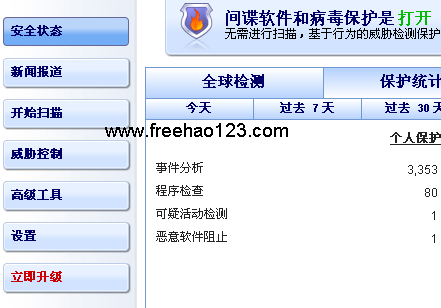 安全状态
新闻报道
开始扫描
威胁控制
高级工具
设置
立即升级
间谍软件和病毒保护是 打开
无需进行扫描，基于行为的威胁检测保护
全球检测 保护统计
今天 过去 7 天 过去 30 天
www.freehao123.com
个人保护
事件分析 3,353
程序检查 80
可疑活动检测 1
恶意软件阻止 1